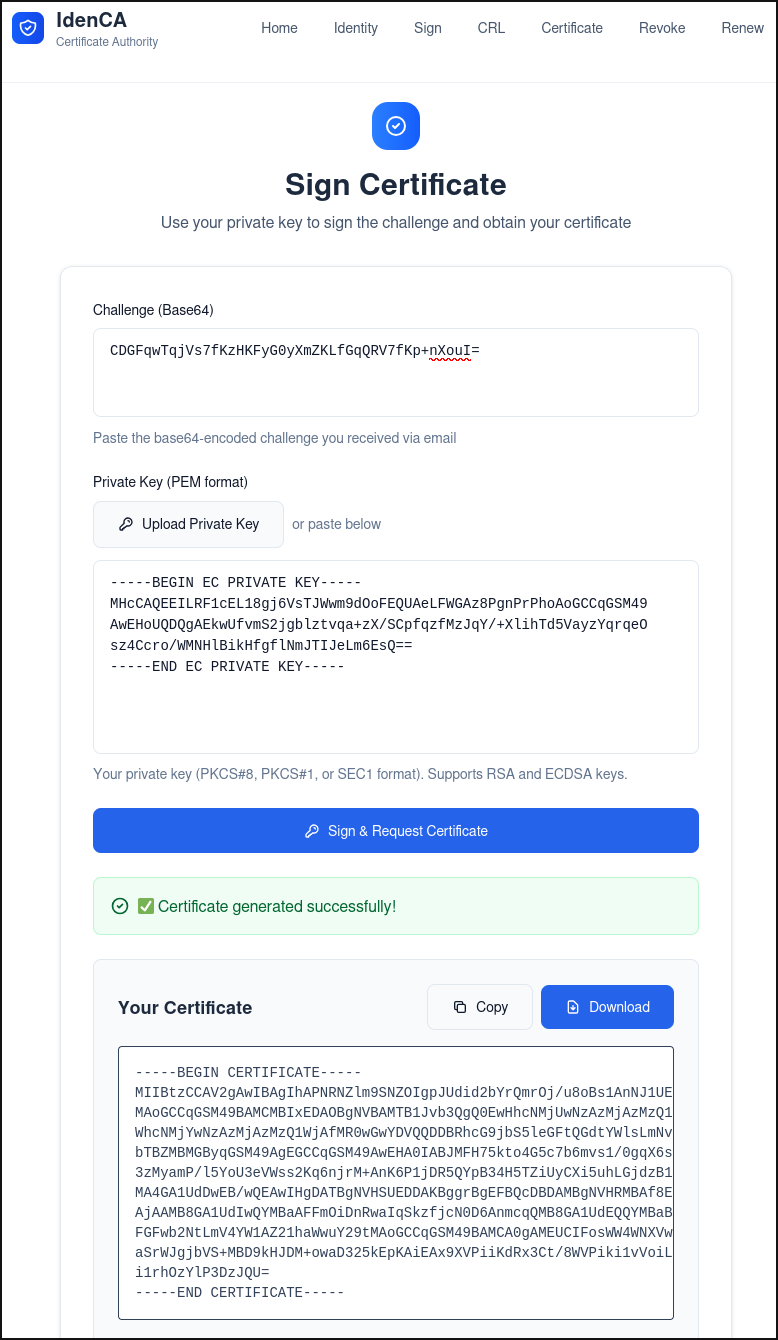 IdenCA
Certificate Authority
Home
Identity
Sign
CRL
Certificate
Revoke
Renew
Sign Certificate
Use your private key to sign the challenge and obtain your certificate
Challenge (Base64)
CDGFqwTqjVs7fKzHKFyG0yXmZKLfGqQRV7fKp+nXouI=
Paste the base64-encoded challenge you received via email
Private Key (PEM format)
Upload Private Key
or paste below
-----BEGIN EC PRIVATE KEY-----
MHcCAQEEILRF1cEL18gj6VsTJWwm9dOoFEQUAeLFWGAz8PgnPrPhoAoGCCqGSM49
AwEHoUQDQgAEkwUfvmS2jgblztvqa+zX/SCpfqzfMzJqY/+XlihTd5VayzYqrqeO
sz4Ccro/WMNHlBikHfgflNmJTIJeLm6EsQ==
-----END EC PRIVATE KEY-----
Your private key (PKCS#8, PKCS#1, or SEC1 format). Supports RSA and ECDSA keys.
Sign & Request Certificate
✅ Certificate generated successfully!
Your Certificate
Copy
Download
-----BEGIN CERTIFICATE-----
MIIBtzCCAV2gAwIBAgIhAPNRNZlm9SNZOIgpJUdid2bYrQmrOj/u8oBs1AnNJ1UE
MAoGCCqGSM49BAMCMBIxEDAOBgNVBAMTB1Jvb3QgQ0EwHhcNMjUwNzAzMjAzMzQ1
WhcNMjYwNzAzMjAzMzQ1WjAfMR0wGwYDVQQDDBRhcG9jbS5leGFtQGdtYWlsLmNv
bTBZMBMGByqGSM49AgEGCCqGSM49AwEHA0IABJMFH75kto4G5c7b6mvs1/0gqX6s
3zMyamP/l5YoU3eVWss2Kq6njrM+AnK6P1jDR5QYpB34H5TZiUyCXi5uhLGjdzB1
MA4GA1UdDwEB/wQEAwIHgDATBgNVHSUEDDAKBggrBgEFBQcDBDAMBgNVHRMBAf8E
AjAAMB8GA1UdIwQYMBaAFFmOiDnRwaIqSkzfjcN0D6AnmcqQMB8GA1UdEQQYMBaB
FGFwb2NtLmV4YW1AZ21haWwuY29tMAoGCCqGSM49BAMCA0gAMEUCIFosWW4WNXVw
aSrWJgjbVS+MBD9kHJDM+owaD325kEpKAiEAx9XVPiiKdRx3Ct/8WVPiki1vVoiL
i1rhOzYlP3DzJQU=
-----END CERTIFICATE-----